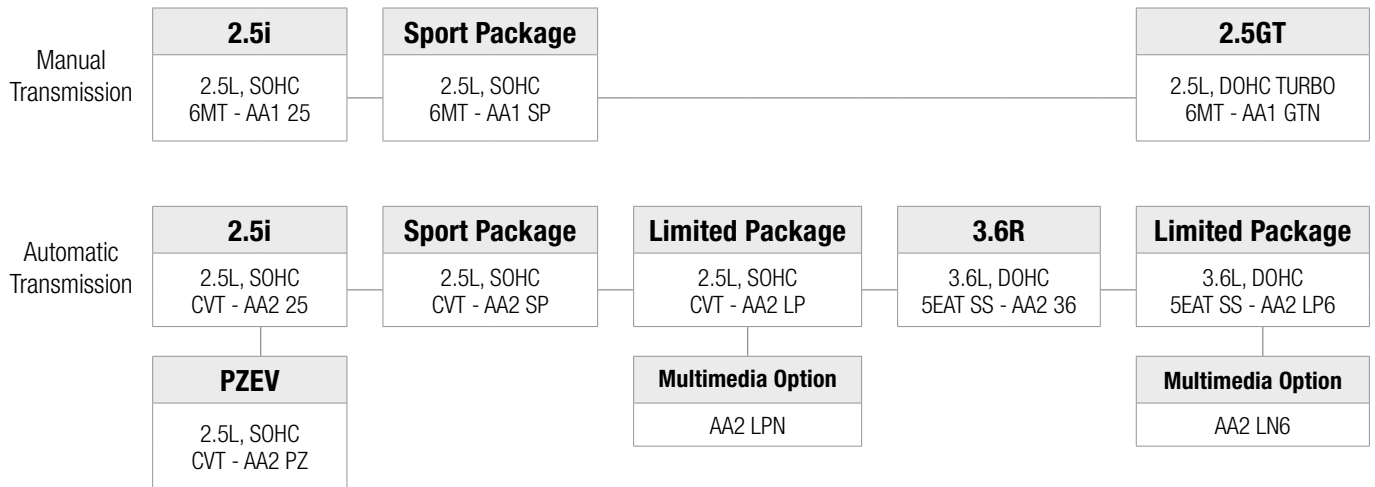 Manual
Transmission
2.5i
2.5L, SOHC
6MT - AA1 25
Sport Package
2.5L, SOHC
6MT - AA1 SP
2.5GT
2.5L, DOHC TURBO
6MT - AA1 GTN
Automatic
Transmission
2.5i
2.5L, SOHC
CVT - AA2 25
Sport Package
2.5L, SOHC
CVT - AA2 SP
Limited Package
2.5L, SOHC
CVT - AA2 LP
3.6R
3.6L, DOHC
5EAT SS - AA2 36
Limited Package
3.6L, DOHC
5EAT SS - AA2 LP6
PZEV
2.5L, SOHC
CVT - AA2 PZ
Multimedia Option
AA2 LPN
Multimedia Option
AA2 LN6